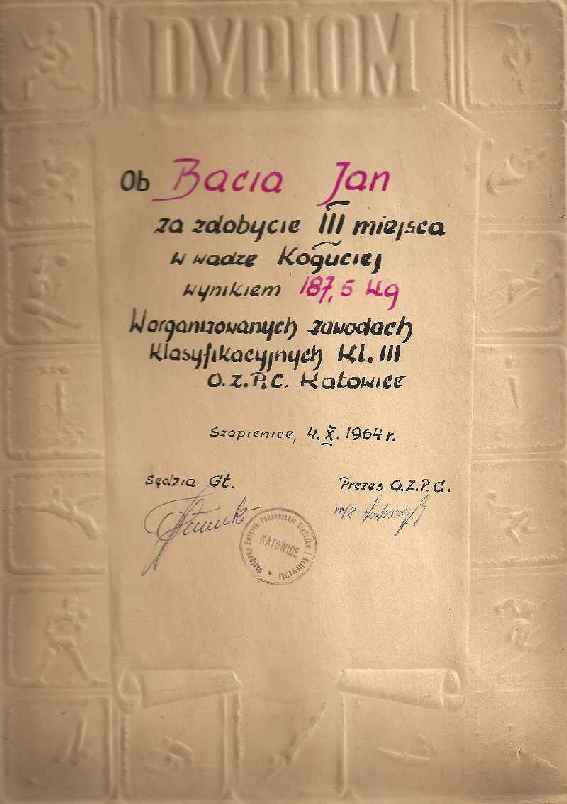 DYPLOM
Ob Bacia Jan
za zdobycie III miejsca
w wadze Koguciej
wynikiem 187,5 kg
W organizowanych zawodach
klasyfikacyjnych Kl. III
O.Z.P.C. Katowice
Szopienice, 4.X.1964r.
Sędzia Gł. Prezes O.Z.P.C.
KATOWICE